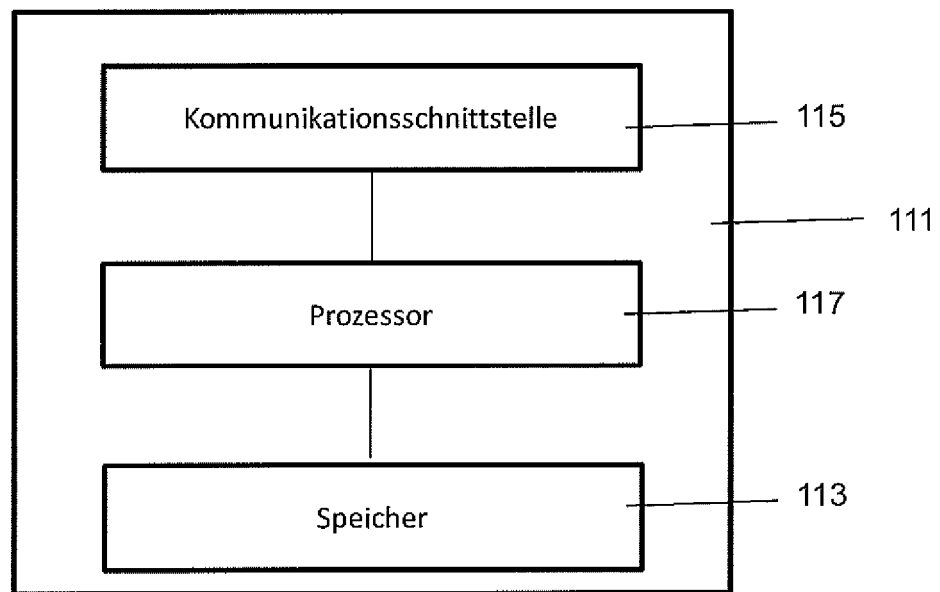 Kommunikationsschnittstelle
115
111
Prozessor
117
Speicher
113